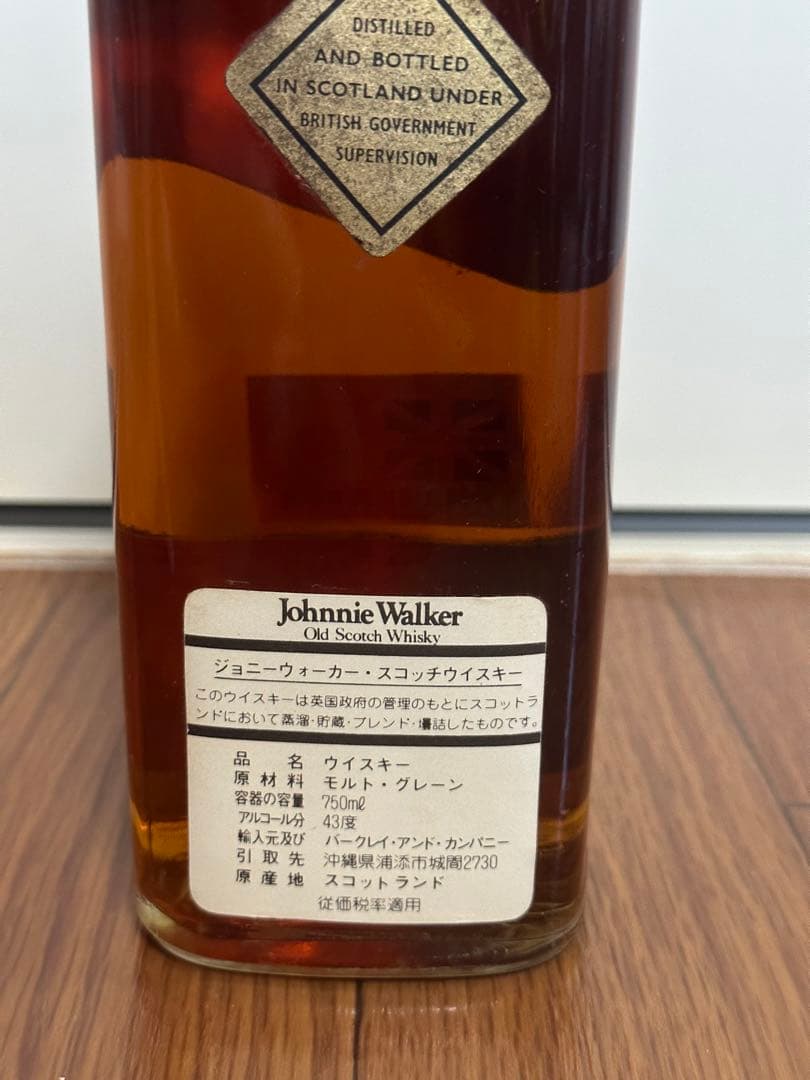 DISTILLED
AND BOTTLED
IN SCOTLAND UNDER
BRITISH GOVERNMENT
SUPERVISION
Johnnie Walker
Old Scotch Whisky
ジョニーウォーカー・スコッチウイスキー
このウイスキーは英国政府の管理のもとにスコットラ
ンドにおいて蒸溜・貯蔵・ブレンド・壜詰したものです。
品名 ウイスキー
原材料 モルト・グレーン
容器の容量 750mℓ
アルコール分 43度
輸入元及び バークレイ・アンド・カンパニー
引取先 沖縄県浦添市城間2730
原産地 スコットランド
従価税率適用